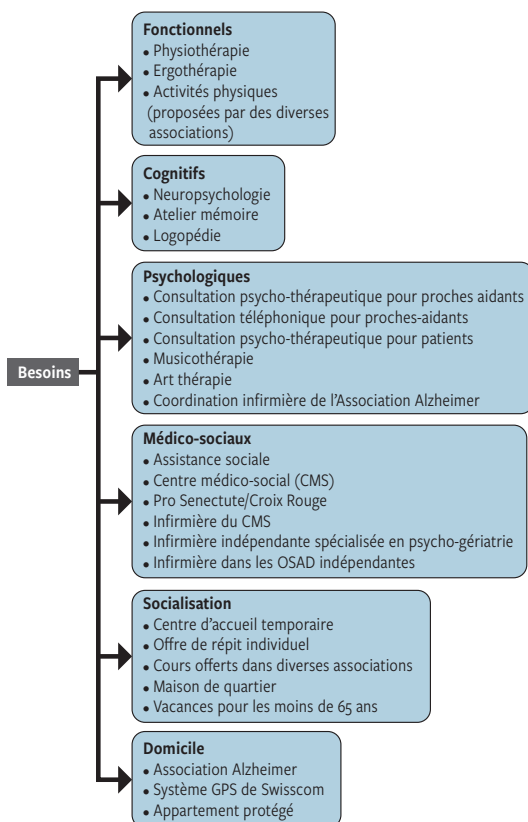 Fonctionnels
• Physiothérapie
• Ergothérapie
• Activités physiques
(proposées par des diverses
associations)
Cognitifs
• Neuropsychologie
• Atelier mémoire
• Logopédie
Psychologiques
• Consultation psycho-thérapeutique pour proches aidants
• Consultation téléphonique pour proches-aidants
• Consultation psycho-thérapeutique pour patients
• Musicothérapie
• Art thérapie
• Coordination infirmière de l'Association Alzheimer
Besoins
Médico-sociaux
• Assistance sociale
• Centre médico-social (CMS)
• Pro Senectute/Croix Rouge
• Infirmière du CMS
• Infirmière indépendante spécialisée en psycho-gériatrie
• Infirmière dans les OSAD indépendantes
Socialisation
• Centre d'accueil temporaire
• Offre de répit individuel
• Cours offerts dans diverses associations
• Maison de quartier
• Vacances pour les moins de 65 ans
Domicile
• Association Alzheimer
• Système GPS de Swisscom
• Appartement protégé